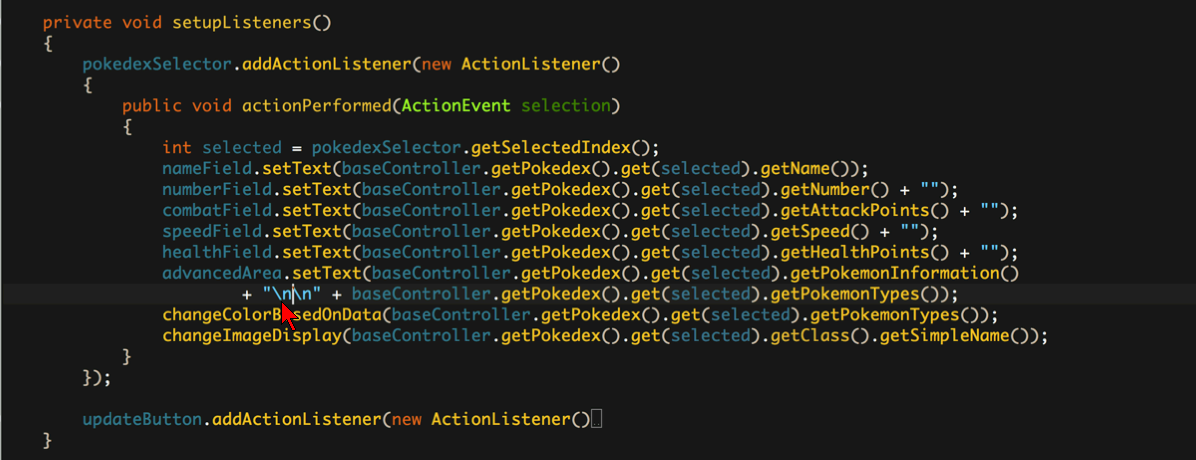 private void setupListeners()
{
    pokedexSelector.addActionListener(new ActionListener()
    {
        public void actionPerformed(ActionEvent selection)
        {
            int selected = pokedexSelector.getSelectedIndex();
            nameField.setText(baseController.getPokedex().get(selected).getName());
            numberField.setText(baseController.getPokedex().get(selected).getNumber() + "");
            combatField.setText(baseController.getPokedex().get(selected).getAttackPoints() + "");
            speedField.setText(baseController.getPokedex().get(selected).getSpeed() + "");
            healthField.setText(baseController.getPokedex().get(selected).getHealthPoints() + "");
            advancedArea.setText(baseController.getPokedex().get(selected).getPokemonInformation()
                    + "\n\n" + baseController.getPokedex().get(selected).getPokemonTypes());
            changeColorBasedOnData(baseController.getPokedex().get(selected).getPokemonTypes());
            changeImageDisplay(baseController.getPokedex().get(selected).getClass().getSimpleName());
        }
    });
    updateButton.addActionListener(new ActionListener()
}